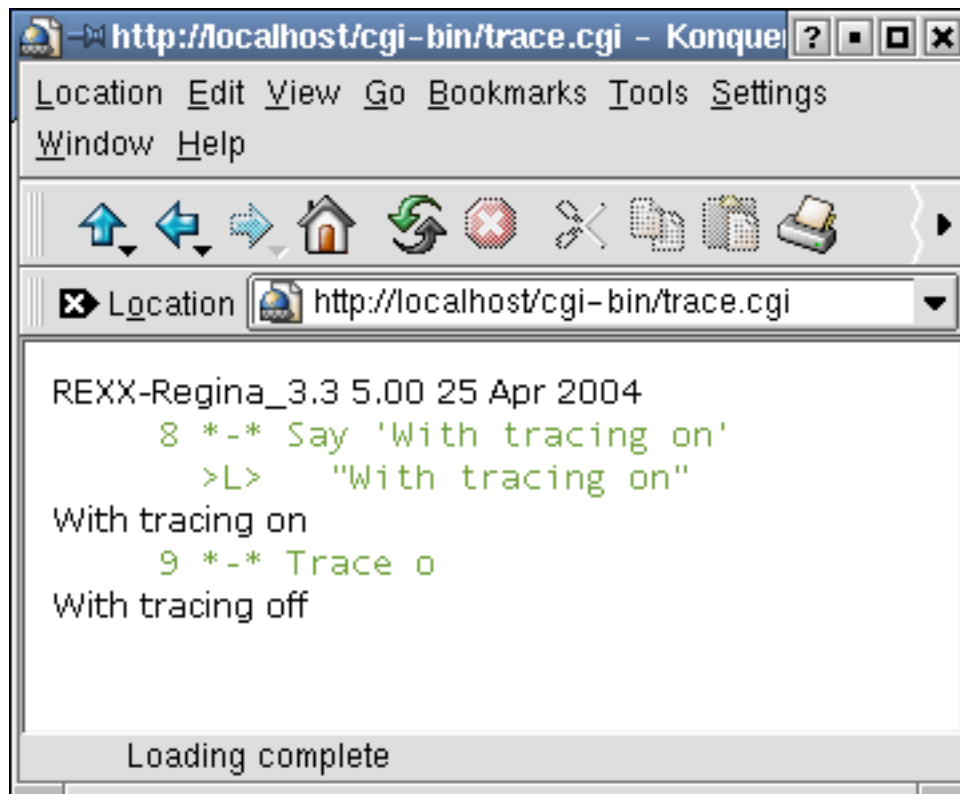 http://localhost/cgi-bin/trace.cgi - Konque
Location Edit View Go Bookmarks Tools Settings
Window Help
Location http://localhost/cgi-bin/trace.cgi
REXX-Regina_3.3 5.00 25 Apr 2004
8 *-* Say 'With tracing on'
>L> "With tracing on"
With tracing on
9 *-* Trace o
With tracing off
Loading complete